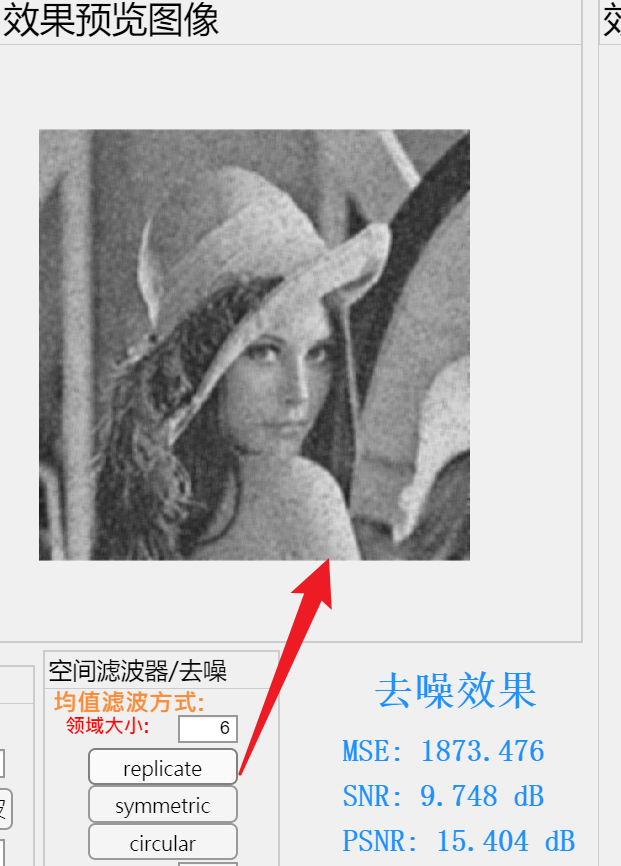 效果预览图像
空间滤波器/去噪
均值滤波方式:
领域大小:
6
replicate
symmetric
circular
去噪效果
MSE: 1873.476
SNR: 9.748 dB
PSNR: 15.404 dB